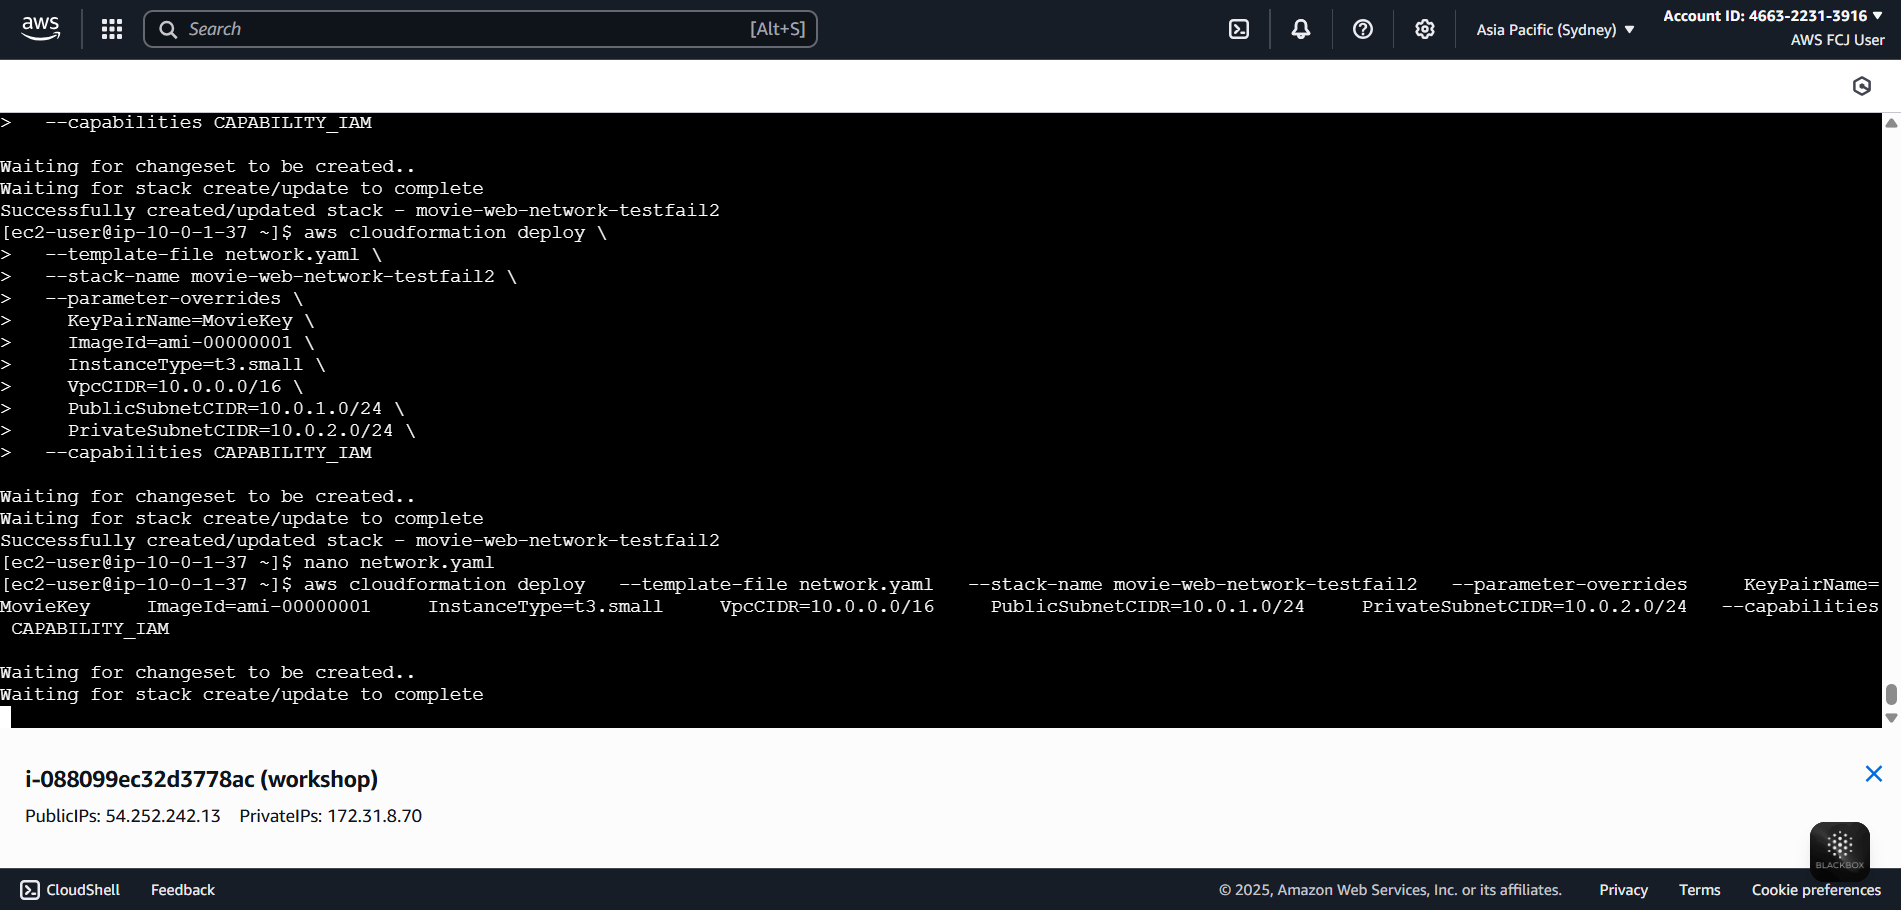 aws
Search [Alt+S]
Asia Pacific (Sydney)
Account ID: 4663-2231-3916
AWS FCJ User
>   --capabilities CAPABILITY_IAM
Waiting for changeset to be created..
Waiting for stack create/update to complete
Successfully created/updated stack - movie-web-network-testfail2
[ec2-user@ip-10-0-1-37 ~]$ aws cloudformation deploy \
>   --template-file network.yaml \
>   --stack-name movie-web-network-testfail2 \
>   --parameter-overrides \
>     KeyPairName=MovieKey \
>     ImageId=ami-00000001 \
>     InstanceType=t3.small \
>     VpcCIDR=10.0.0.0/16 \
>     PublicSubnetCIDR=10.0.1.0/24 \
>     PrivateSubnetCIDR=10.0.2.0/24 \
>   --capabilities CAPABILITY_IAM
Waiting for changeset to be created..
Waiting for stack create/update to complete
Successfully created/updated stack - movie-web-network-testfail2
[ec2-user@ip-10-0-1-37 ~]$ nano network.yaml
[ec2-user@ip-10-0-1-37 ~]$ aws cloudformation deploy   --template-file network.yaml   --stack-name movie-web-network-testfail2   --parameter-overrides     KeyPairName=
MovieKey     ImageId=ami-00000001     InstanceType=t3.small     VpcCIDR=10.0.0.0/16     PublicSubnetCIDR=10.0.1.0/24     PrivateSubnetCIDR=10.0.2.0/24   --capabilities
CAPABILITY_IAM
Waiting for changeset to be created..
Waiting for stack create/update to complete
i-088099ec32d3778ac (workshop)
PublicIPs: 54.252.242.13 PrivateIPs: 172.31.8.70
BLACKBOX
CloudShell Feedback © 2025, Amazon Web Services, Inc. or its affiliates. Privacy Terms Cookie preferences